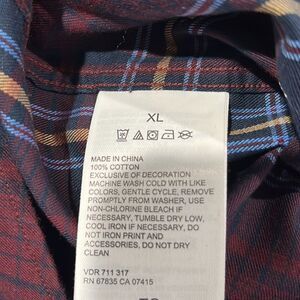 XL
MADE IN CHINA
100% COTTON
EXCLUSIVE OF DECORATION
MACHINE WASH COLD WITH LIKE
COLORS, GENTLE CYCLE, REMOVE
PROMPTLY FROM WASHER, USE
NON-CHLORINE BLEACH IF
NECESSARY, TUMBLE DRY LOW,
COOL IRON IF NECESSARY, DO
NOT IRON PRINT AND
ACCESSORIES, DO NOT DRY
CLEAN
VDR 711 317
RN 67835 CA 07415